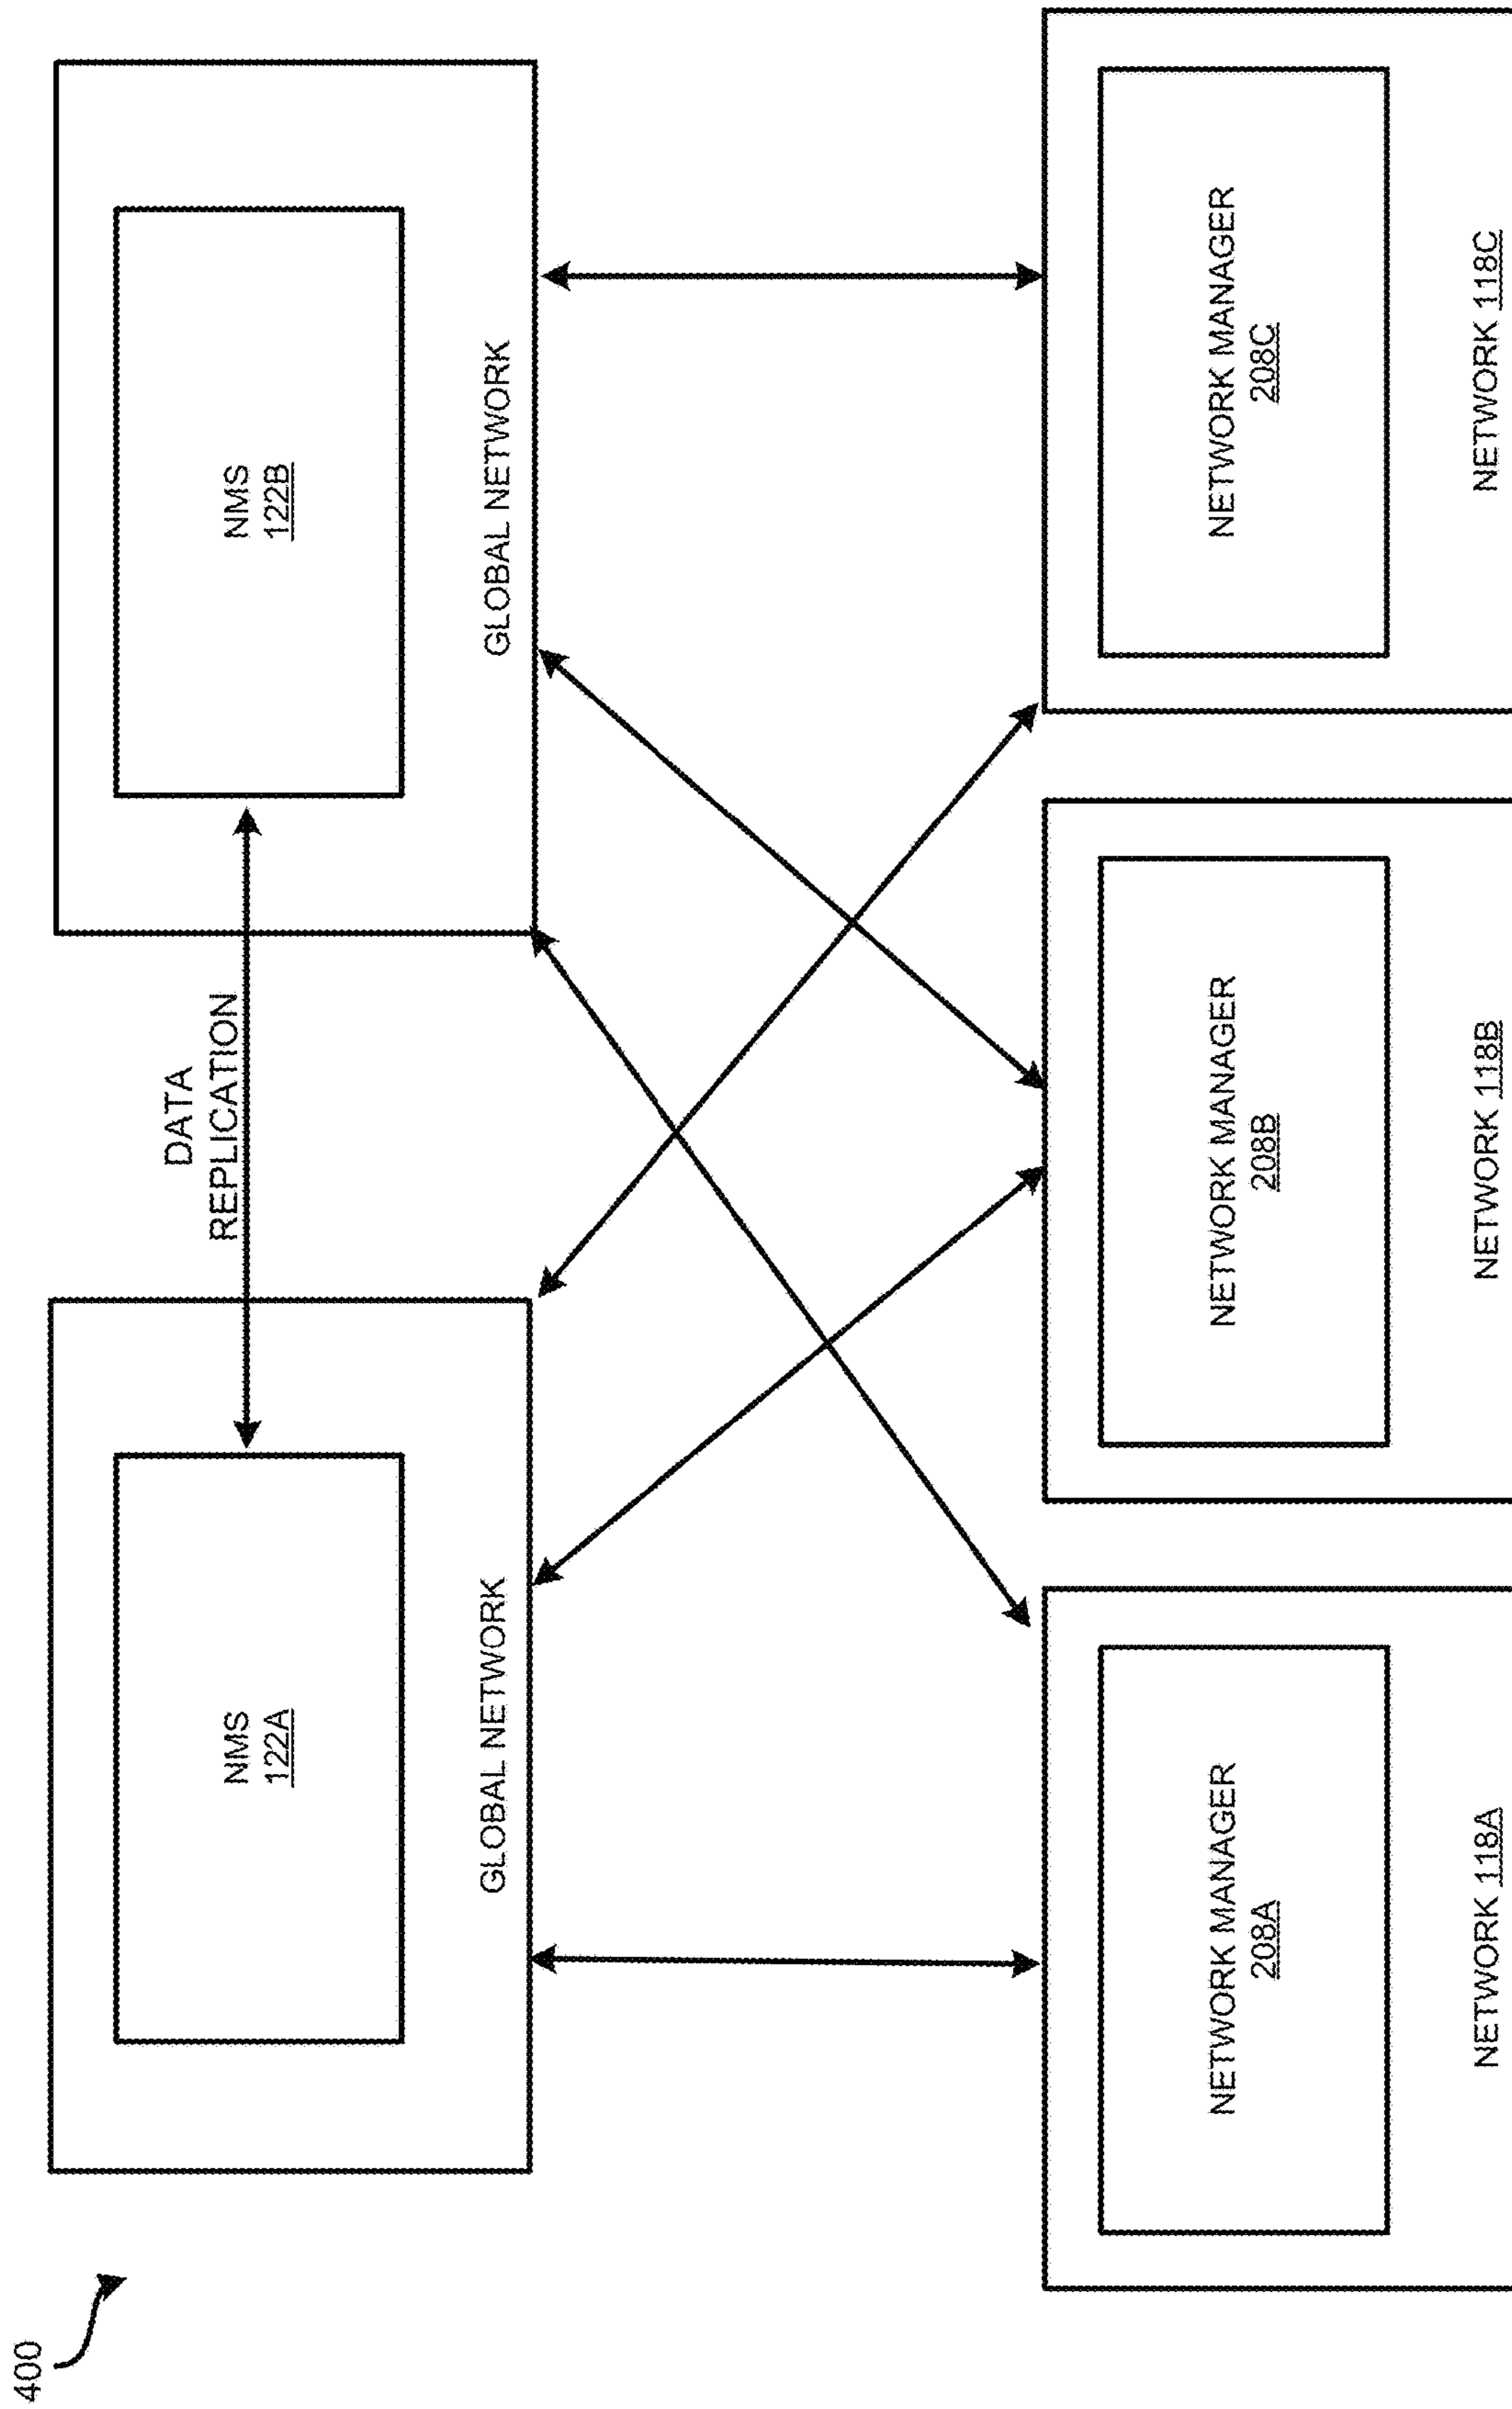 400
DATA
REPLICATION
NMS
122A
GLOBAL NETWORK
NMS
122B
GLOBAL NETWORK
NETWORK MANAGER
208A
NETWORK 118A
NETWORK MANAGER
208B
NETWORK 118B
NETWORK MANAGER
208C
NETWORK 118C